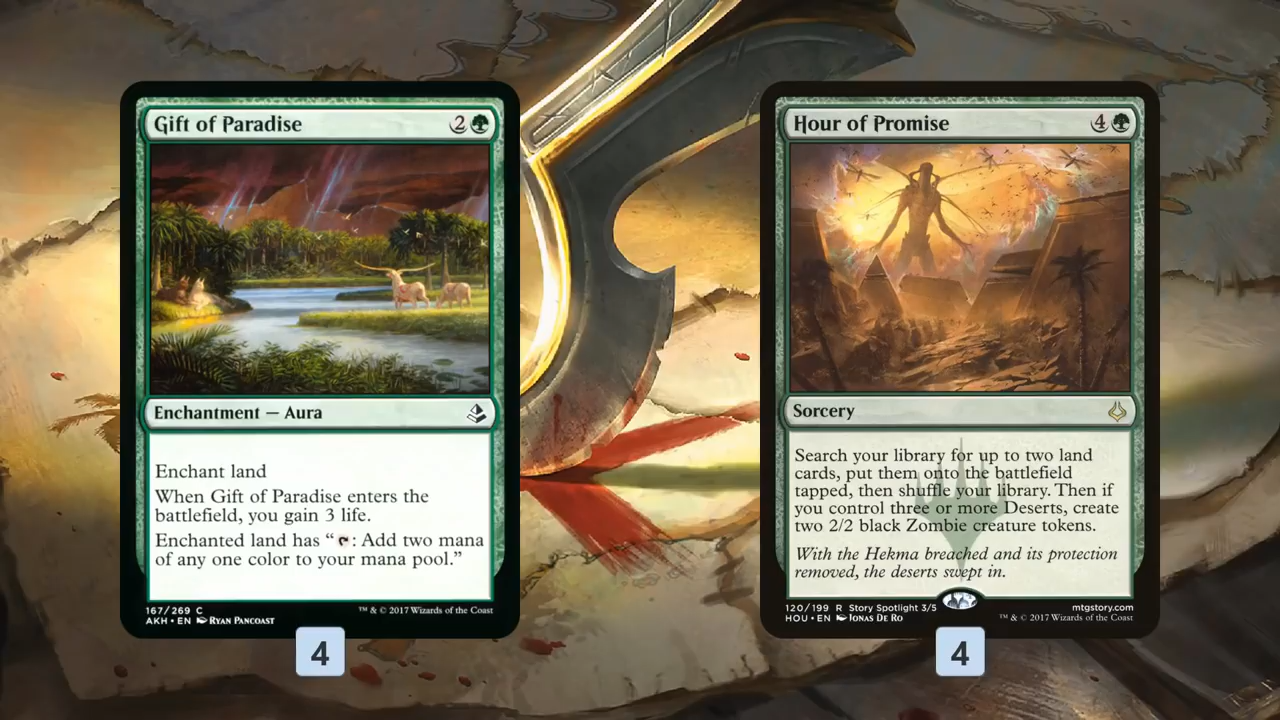 Gift of Paradise 2
Enchantment — Aura
Enchant land
When Gift of Paradise enters the
battlefield, you gain 3 life.
Enchanted land has “ : Add two mana
of any one color to your mana pool.”
167/269 C
AKH • EN Ryan Pancoast
™ & © 2017 Wizards of the Coast
4
Hour of Promise 4
Sorcery
Search your library for up to two land
cards, put them onto the battlefield
tapped, then shuffle your library. Then if
you control three or more Deserts, create
two 2/2 black Zombie creature tokens.
With the Hekma breached and its protection
removed, the deserts swept in.
120/199 R Story Spotlight 3/5
HOU • EN Jonas De Ro
mtgstory.com
™ & © 2017 Wizards of the Coast
4